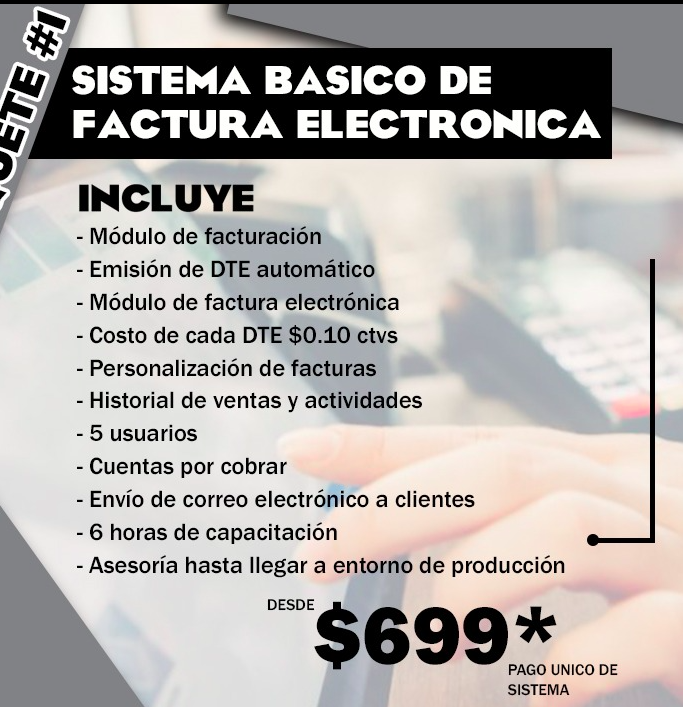 #1
SISTEMA BASICO DE
FACTURA ELECTRONICA
INCLUYE
- Módulo de facturación
- Emisión de DTE automático
- Módulo de factura electrónica
- Costo de cada DTE $0.10 ctvs
- Personalización de facturas
- Historial de ventas y actividades
- 5 usuarios
- Cuentas por cobrar
- Envío de correo electrónico a clientes
- 6 horas de capacitación
- Asesoría hasta llegar a entorno de producción
DESDE
$699*
PAGO UNICO DE
SISTEMA